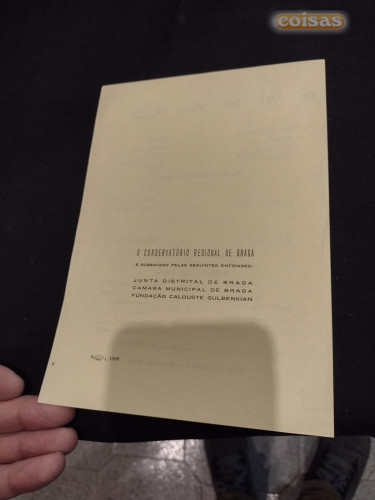 coisas
O CONSERVATÓRIO REGIONAL DE BRAGA
É SUBSIDIADO PELAS SEGUINTES ENTIDADES:
JUNTA DISTRITAL DE BRAGA
CAMARA MUNICIPAL DE BRAGA
FUNDAÇÃO CALOUSTE GULBENKIAN